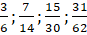 3/6 ; 7/14 ; 15/30 ; 31/62